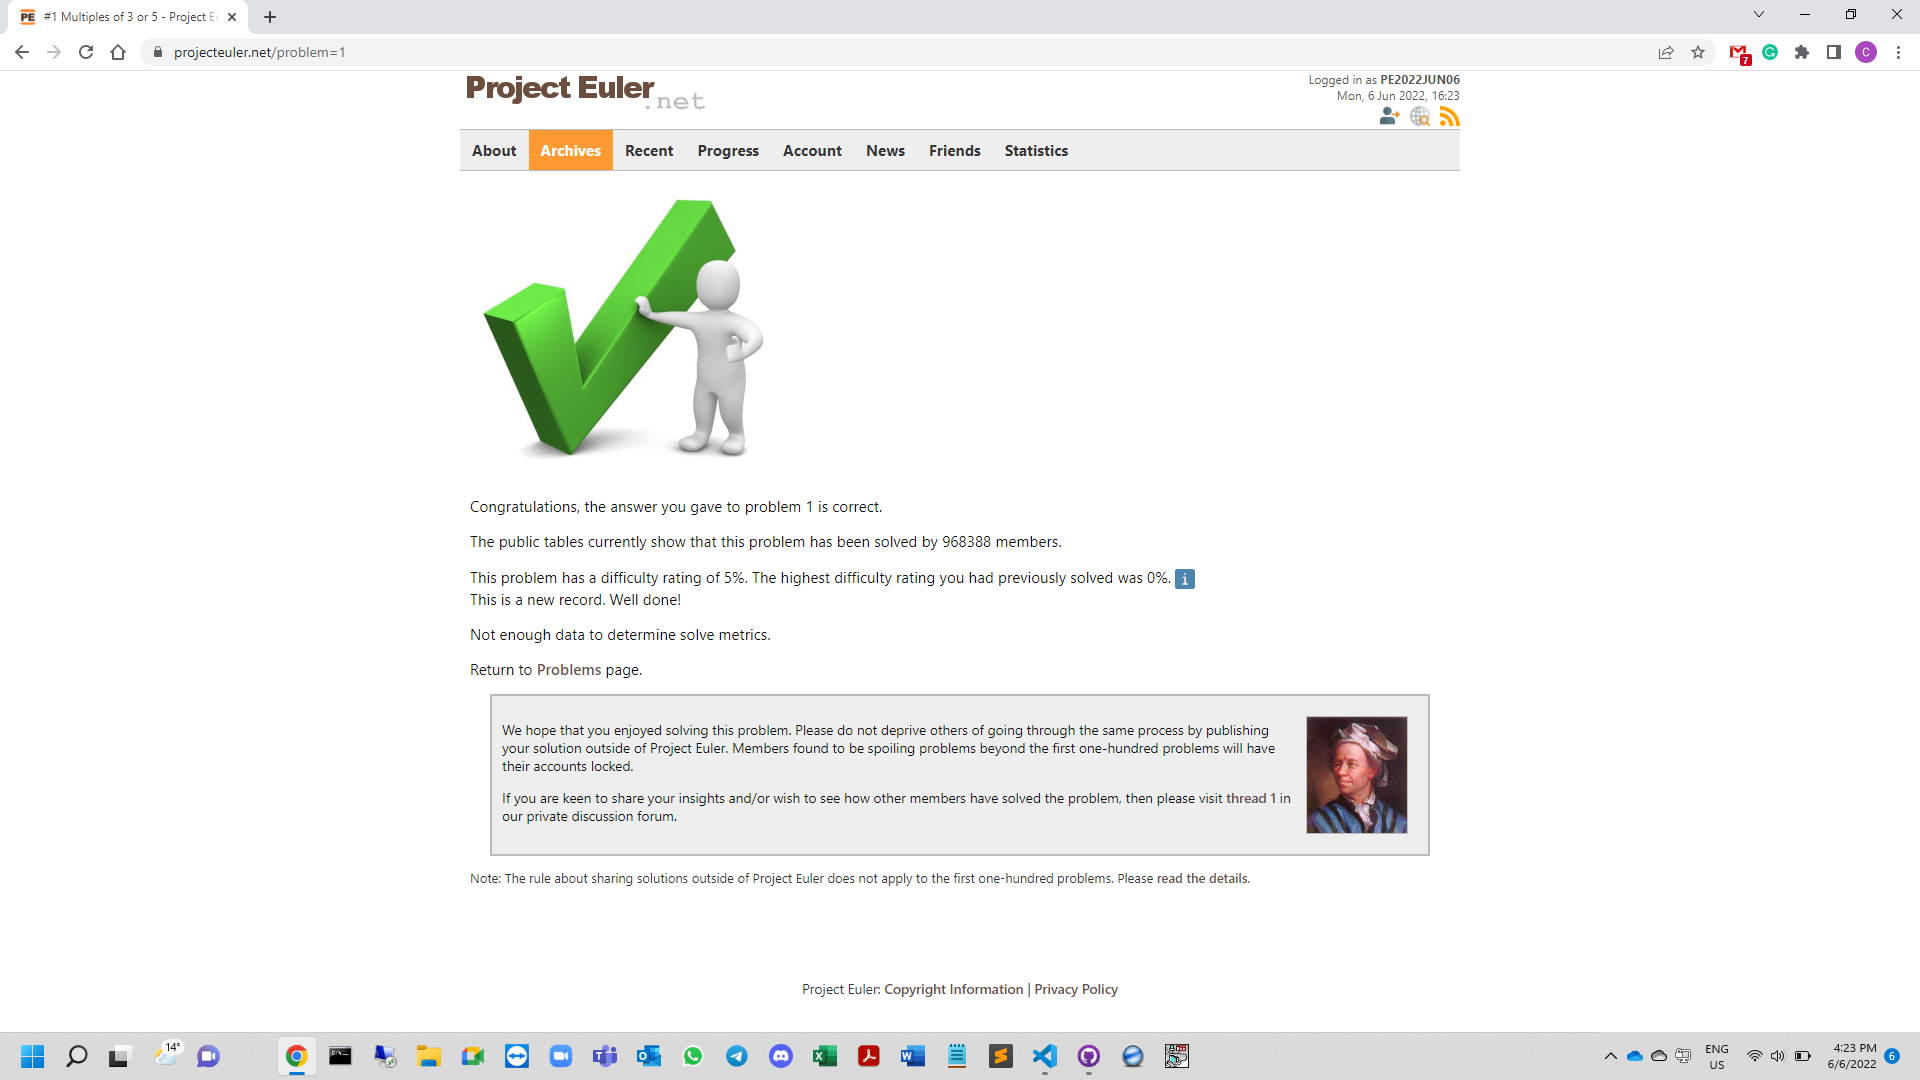 PE #1 Multiples of 3 or 5 - Project E
projecteuler.net/problem=1
7
C
Project Euler
.net
Logged in as PE2022JUN06
Mon, 6 Jun 2022, 16:23
About Archives Recent Progress Account News Friends Statistics
Congratulations, the answer you gave to problem 1 is correct.
The public tables currently show that this problem has been solved by 968388 members.
This problem has a difficulty rating of 5%. The highest difficulty rating you had previously solved was 0%. i
This is a new record. Well done!
Not enough data to determine solve metrics.
Return to Problems page.
We hope that you enjoyed solving this problem. Please do not deprive others of going through the same process by publishing
your solution outside of Project Euler. Members found to be spoiling problems beyond the first one-hundred problems will have
their accounts locked.
If you are keen to share your insights and/or wish to see how other members have solved the problem, then please visit thread 1 in
our private discussion forum.
Note: The rule about sharing solutions outside of Project Euler does not apply to the first one-hundred problems. Please read the details.
Project Euler: Copyright Information | Privacy Policy
14°
ENG
US
4:23 PM
6/6/2022
6